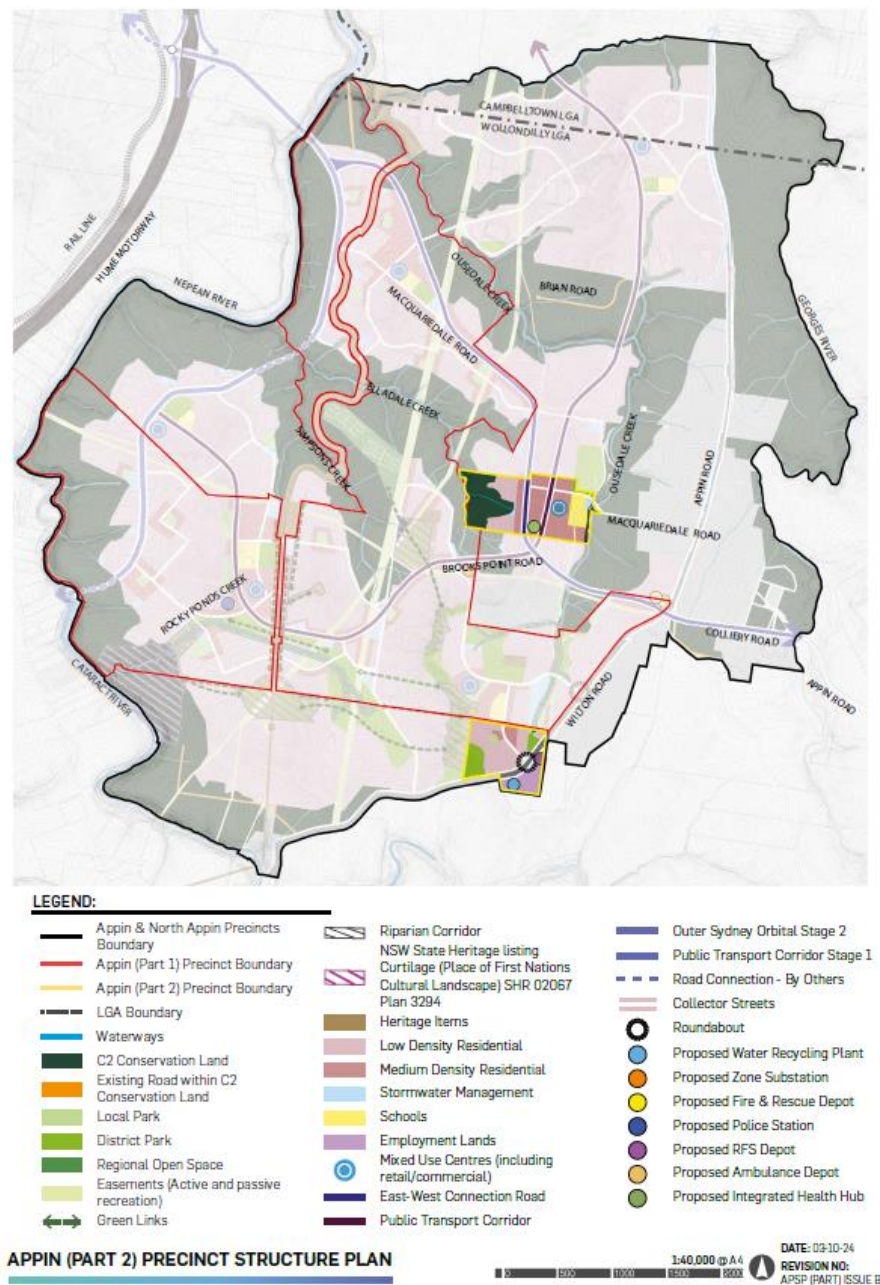 CAMPBELLTOWN LGA
WOLLONDILLY LGA
RAIL LINE
HUME MOTORWAY
NEPEAN RIVER
OUSEDALE CREEK
BRIAN ROAD
MACQUARIEDALE ROAD
GEORGES RIVER
ELLADALE CREEK
SIMPSONS CREEK
OUSEDALE CREEK
APPIN ROAD
MACQUARIEDALE ROAD
BROOKS POINT ROAD
ROCKY PONDS CREEK
COLLIERY ROAD
CATARACT RIVER
WILTON ROAD
APPIN ROAD
LEGEND:
Appin & North Appin Precincts
Boundary
Appin (Part 1) Precinct Boundary
Appin (Part 2) Precinct Boundary
LGA Boundary
Waterways
C2 Conservation Land
Existing Road within C2
Conservation Land
Local Park
District Park
Regional Open Space
Easements (Active and passive
recreation)
Green Links
Riparian Corridor
NSW State Heritage listing
Curtilage (Place of First Nations
Cultural Landscape) SHR 02067
Plan 3294
Heritage Items
Low Density Residential
Medium Density Residential
Stormwater Management
Schools
Employment Lands
Mixed Use Centres (including
retail/commercial)
East-West Connection Road
Public Transport Corridor
Outer Sydney Orbital Stage 2
Public Transport Corridor Stage 1
Road Connection - By Others
Collector Streets
Roundabout
Proposed Water Recycling Plant
Proposed Zone Substation
Proposed Fire & Rescue Depot
Proposed Police Station
Proposed RFS Depot
Proposed Ambulance Depot
Proposed Integrated Health Hub
APPIN (PART 2) PRECINCT STRUCTURE PLAN
1:40,000 @ A4
0 500 1000 1500 2000
DATE: 03-10-24
REVISION NO:
APSP (PART) ISSUE B